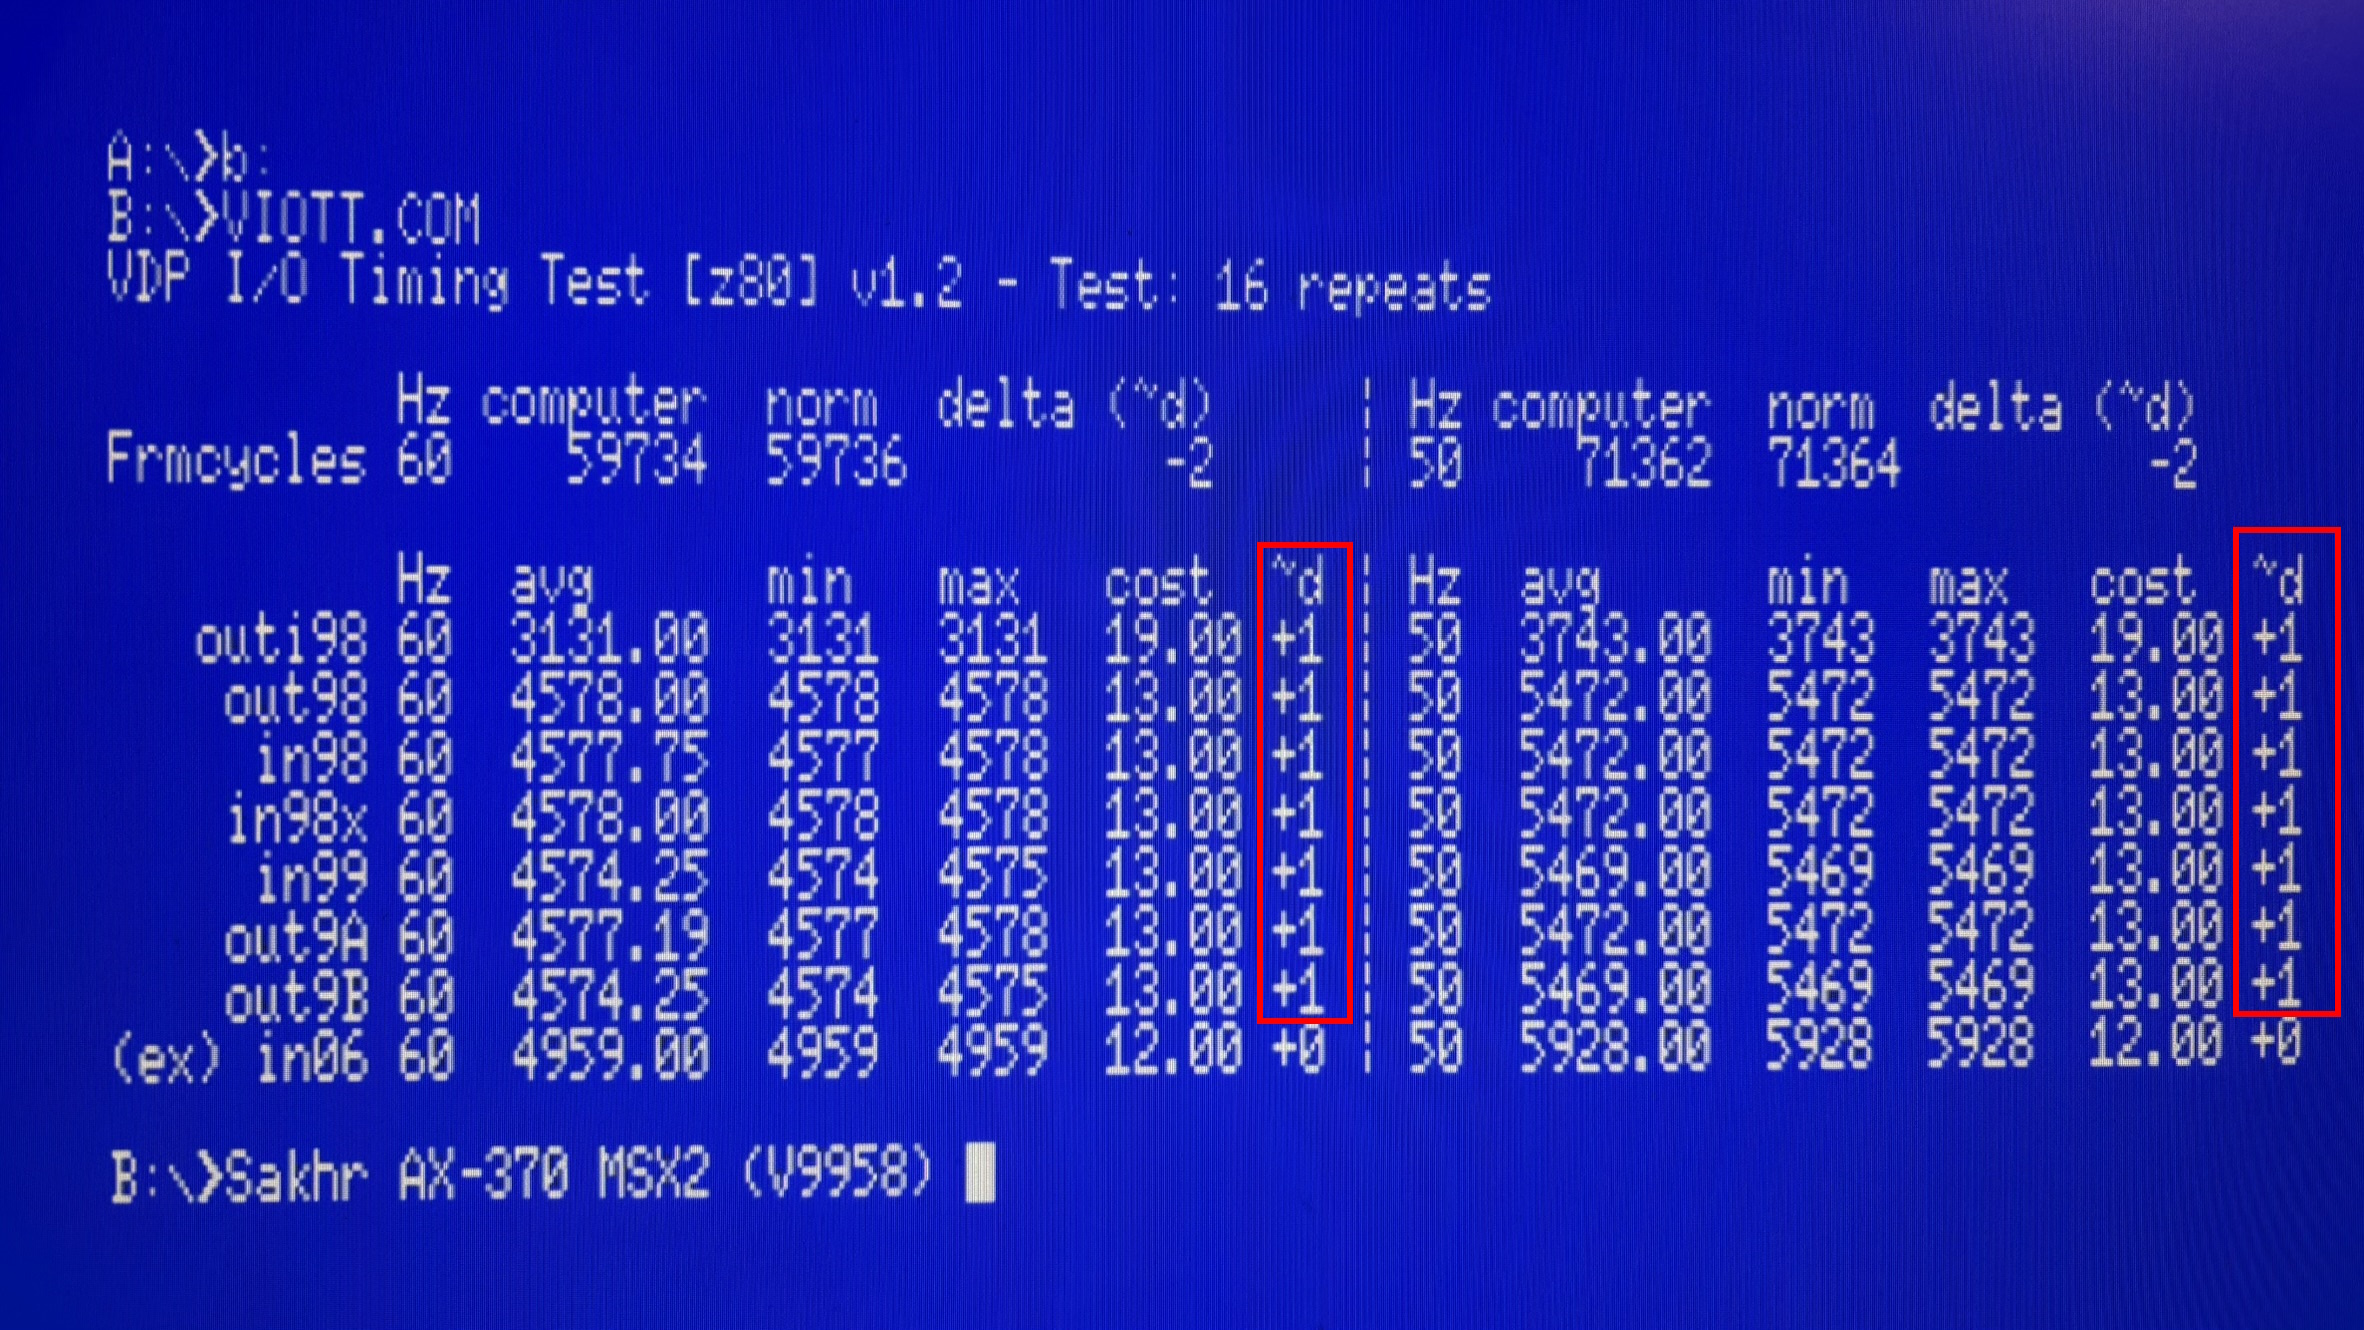 A:\>b:
B:\>VIOTT.COM
VDP I/O Timing Test [z80] v1.2 - Test: 16 repeats
Hz computer norm delta (~d) ¦ Hz computer norm delta (~d)
Frmcycles 60 59734 59736 -2 ¦ 50 71362 71364 -2
Hz avg min max cost ~d ¦ Hz avg min max cost ~d
outi98 60 3131.00 3131 3131 19.00 +1 ¦ 50 3743.00 3743 3743 19.00 +1
out98 60 4578.00 4578 4578 13.00 +1 ¦ 50 5472.00 5472 5472 13.00 +1
in98 60 4577.75 4577 4578 13.00 +1 ¦ 50 5472.00 5472 5472 13.00 +1
in98x 60 4578.00 4578 4578 13.00 +1 ¦ 50 5472.00 5472 5472 13.00 +1
in99 60 4574.25 4574 4575 13.00 +1 ¦ 50 5469.00 5469 5469 13.00 +1
out9A 60 4577.19 4577 4578 13.00 +1 ¦ 50 5472.00 5472 5472 13.00 +1
out9B 60 4574.25 4574 4575 13.00 +1 ¦ 50 5469.00 5469 5469 13.00 +1
(ex) in06 60 4959.00 4959 4959 12.00 +0 ¦ 50 5928.00 5928 5928 12.00 +0
B:\>Sakhr AX-370 MSX2 (V9958)